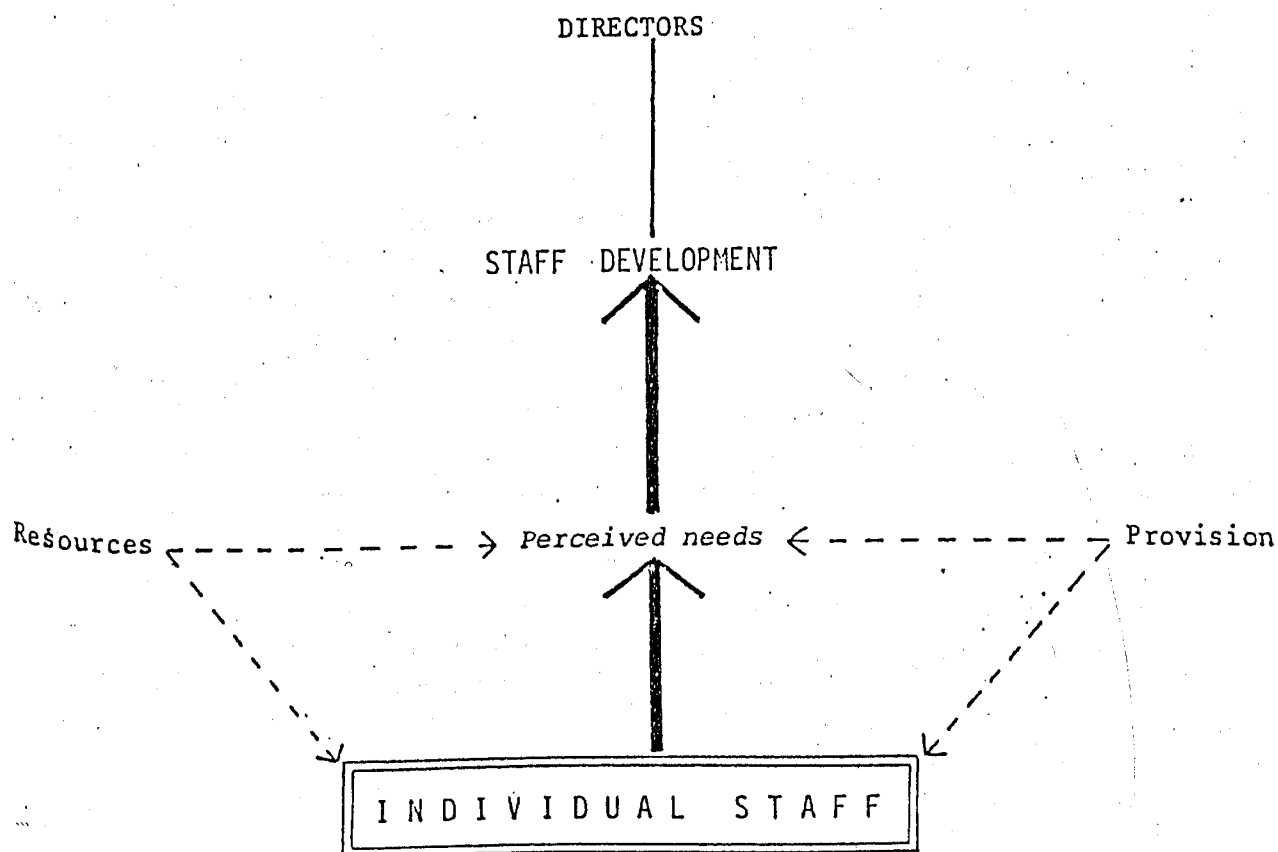 DIRECTORS
STAFF DEVELOPMENT
Resources
Perceived needs
Provision
INDIVIDUAL STAFF